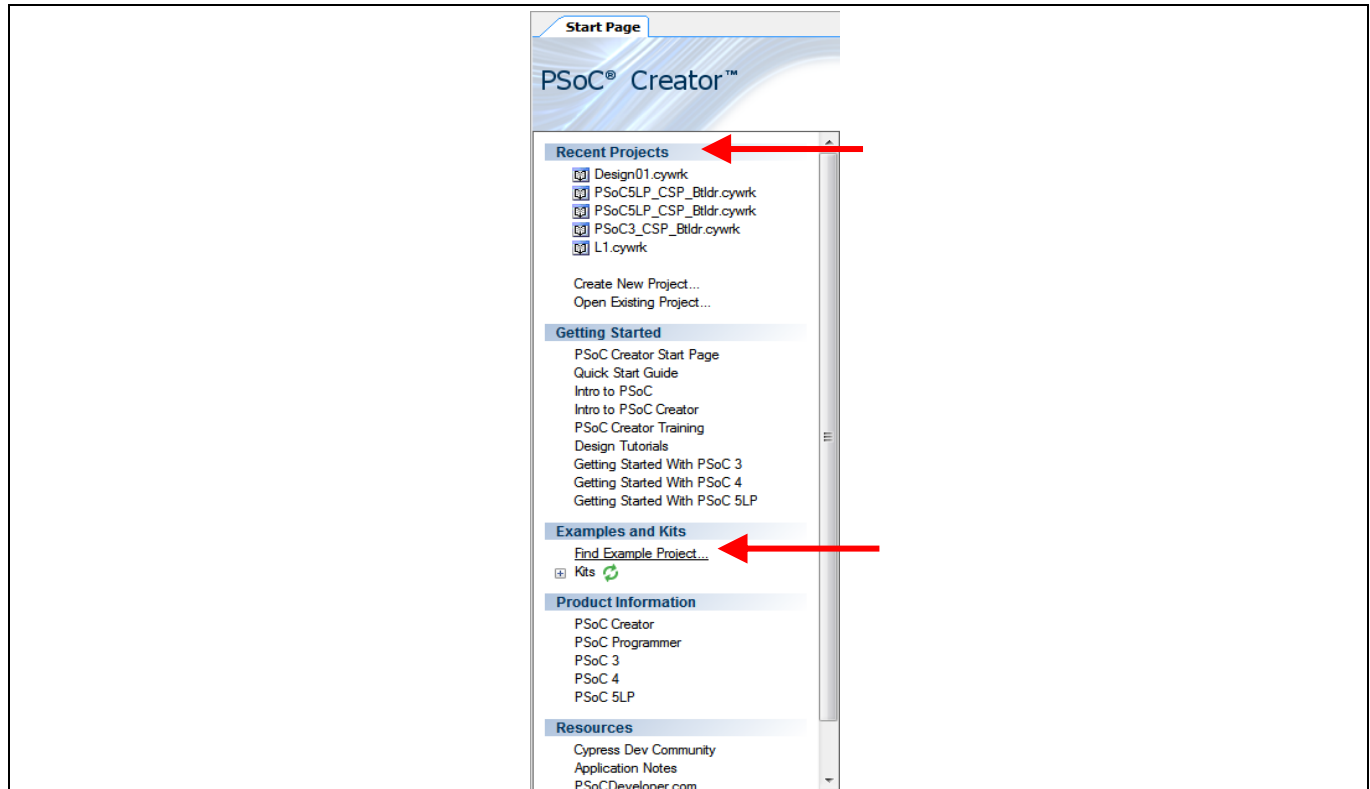 Start Page
PSoC® Creator™
Recent Projects
Design01.cywrk
PSoC5LP_CSP_Btldr.cywrk
PSoC5LP_CSP_Btldr.cywrk
PSoC3_CSP_Btldr.cywrk
L1.cywrk
Create New Project...
Open Existing Project...
Getting Started
PSoC Creator Start Page
Quick Start Guide
Intro to PSoC
Intro to PSoC Creator
PSoC Creator Training
Design Tutorials
Getting Started With PSoC 3
Getting Started With PSoC 4
Getting Started With PSoC 5LP
Examples and Kits
Find Example Project...
Kits
Product Information
PSoC Creator
PSoC Programmer
PSoC 3
PSoC 4
PSoC 5LP
Resources
Cypress Dev Community
Application Notes
PSoCDeveloper.com